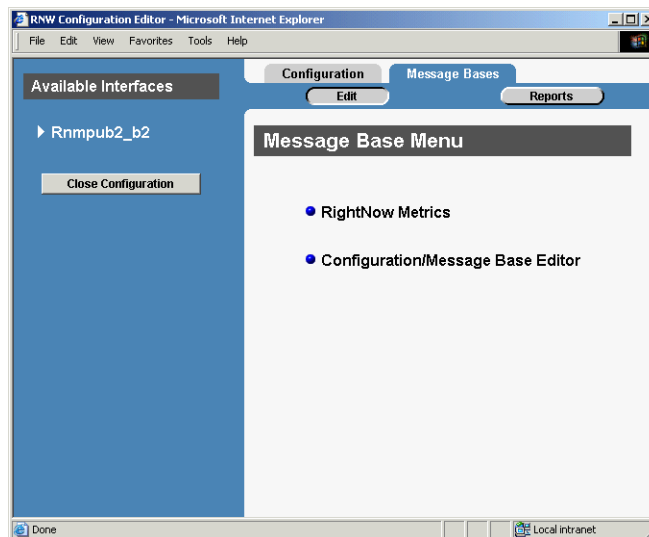 RNW Configuration Editor - Microsoft Internet Explorer
File Edit View Favorites Tools Help
Available Interfaces
Rnmpub2_b2
Close Configuration
Configuration Message Bases
Edit Reports
Message Base Menu
RightNow Metrics
Configuration/Message Base Editor
Done Local intranet